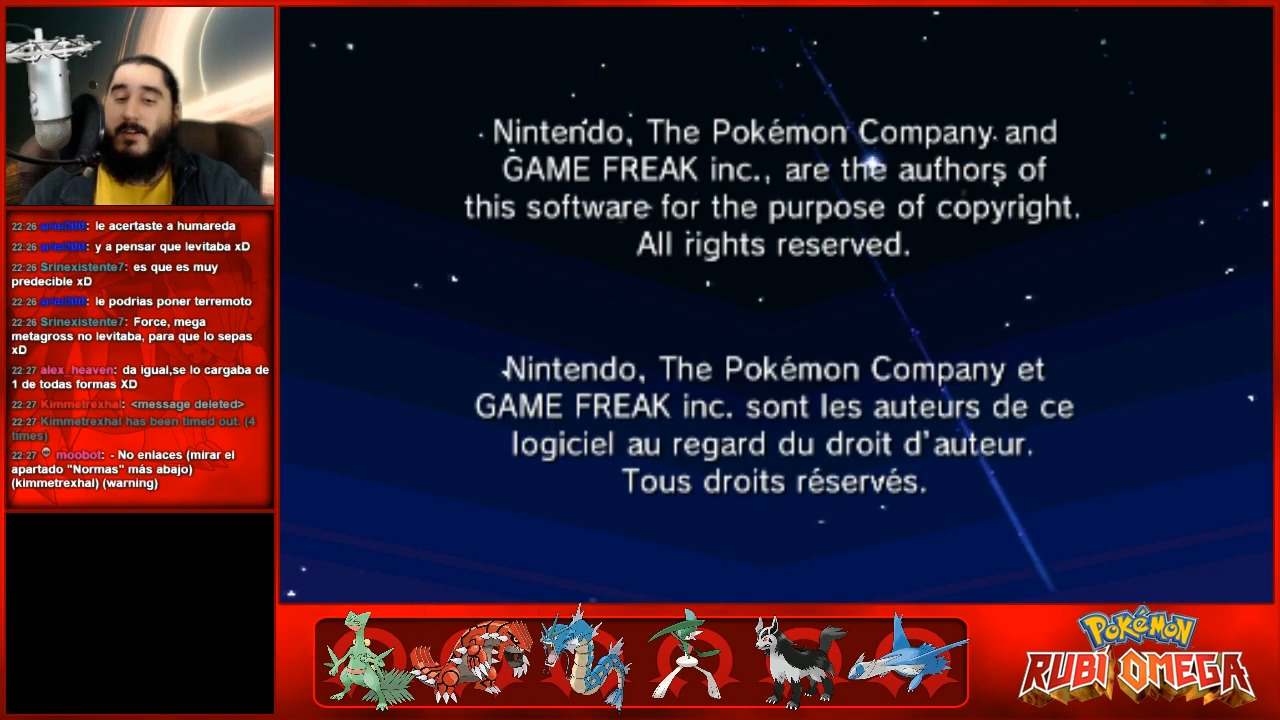 22:26 ariel300: le acertaste a humareda
22:26 ariel300: y a pensar que levitaba xD
22:26 Srinexistente7: es que es muy
predecible xD
22:26 ariel300: le podrias poner terremoto
22:26 Srinexistente7: Force, mega
metagross no levitaba, para que lo sepas
xD
22:27 alex_heaven: da igual,se lo cargaba de
1 de todas formas XD
22:27 Kimmetrexhal: <message deleted>
22:27 Kimmetrexhal has been timed out. (4
times)
22:27 moobot: - No enlaces (mirar el
apartado "Normas" más abajo)
(kimmetrexhal) (warning)
Nintendo, The Pokémon Company and
GAME FREAK inc., are the authors of
this software for the purpose of copyright.
All rights reserved.
Nintendo, The Pokémon Company et
GAME FREAK inc. sont les auteurs de ce
logiciel au regard du droit d'auteur.
Tous droits réservés.
POKÉMON
RUBI OMEGA